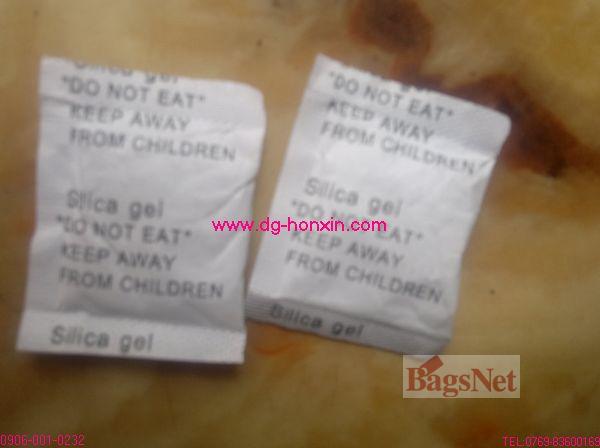 Silica gel
"DO NOT EAT"
KEEP AWAY
FROM CHILDREN
Silica gel
"DO NOT EAT"
KEEP AWAY
FROM CHILDREN
Silica gel
"DO NOT EAT"
KEEP AWAY
FROM CHILDREN
Silica gel
"DO NOT EAT"
KEEP AWAY
FROM CHILDREN
Silica gel
www.dg-honxin.com
BagsNet
0906-001-0232
TEL:0769-83600169